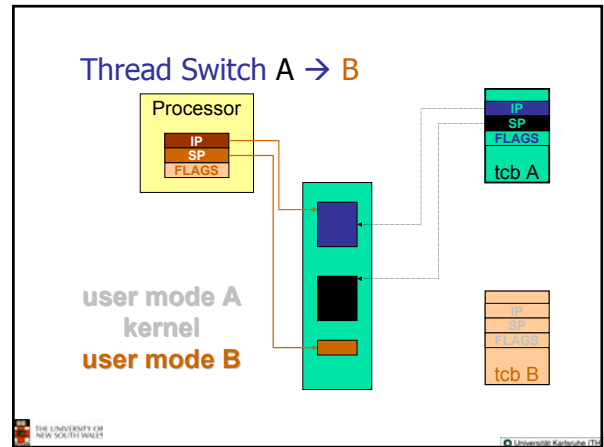 Thread Switch A → B
Processor
IP
SP
FLAGS
IP
SP
FLAGS
tcb A
user mode A
kernel
user mode B
IP
SP
FLAGS
tcb B
THE UNIVERSITY OF
NEW SOUTH WALES
Universität Karlsruhe (TH